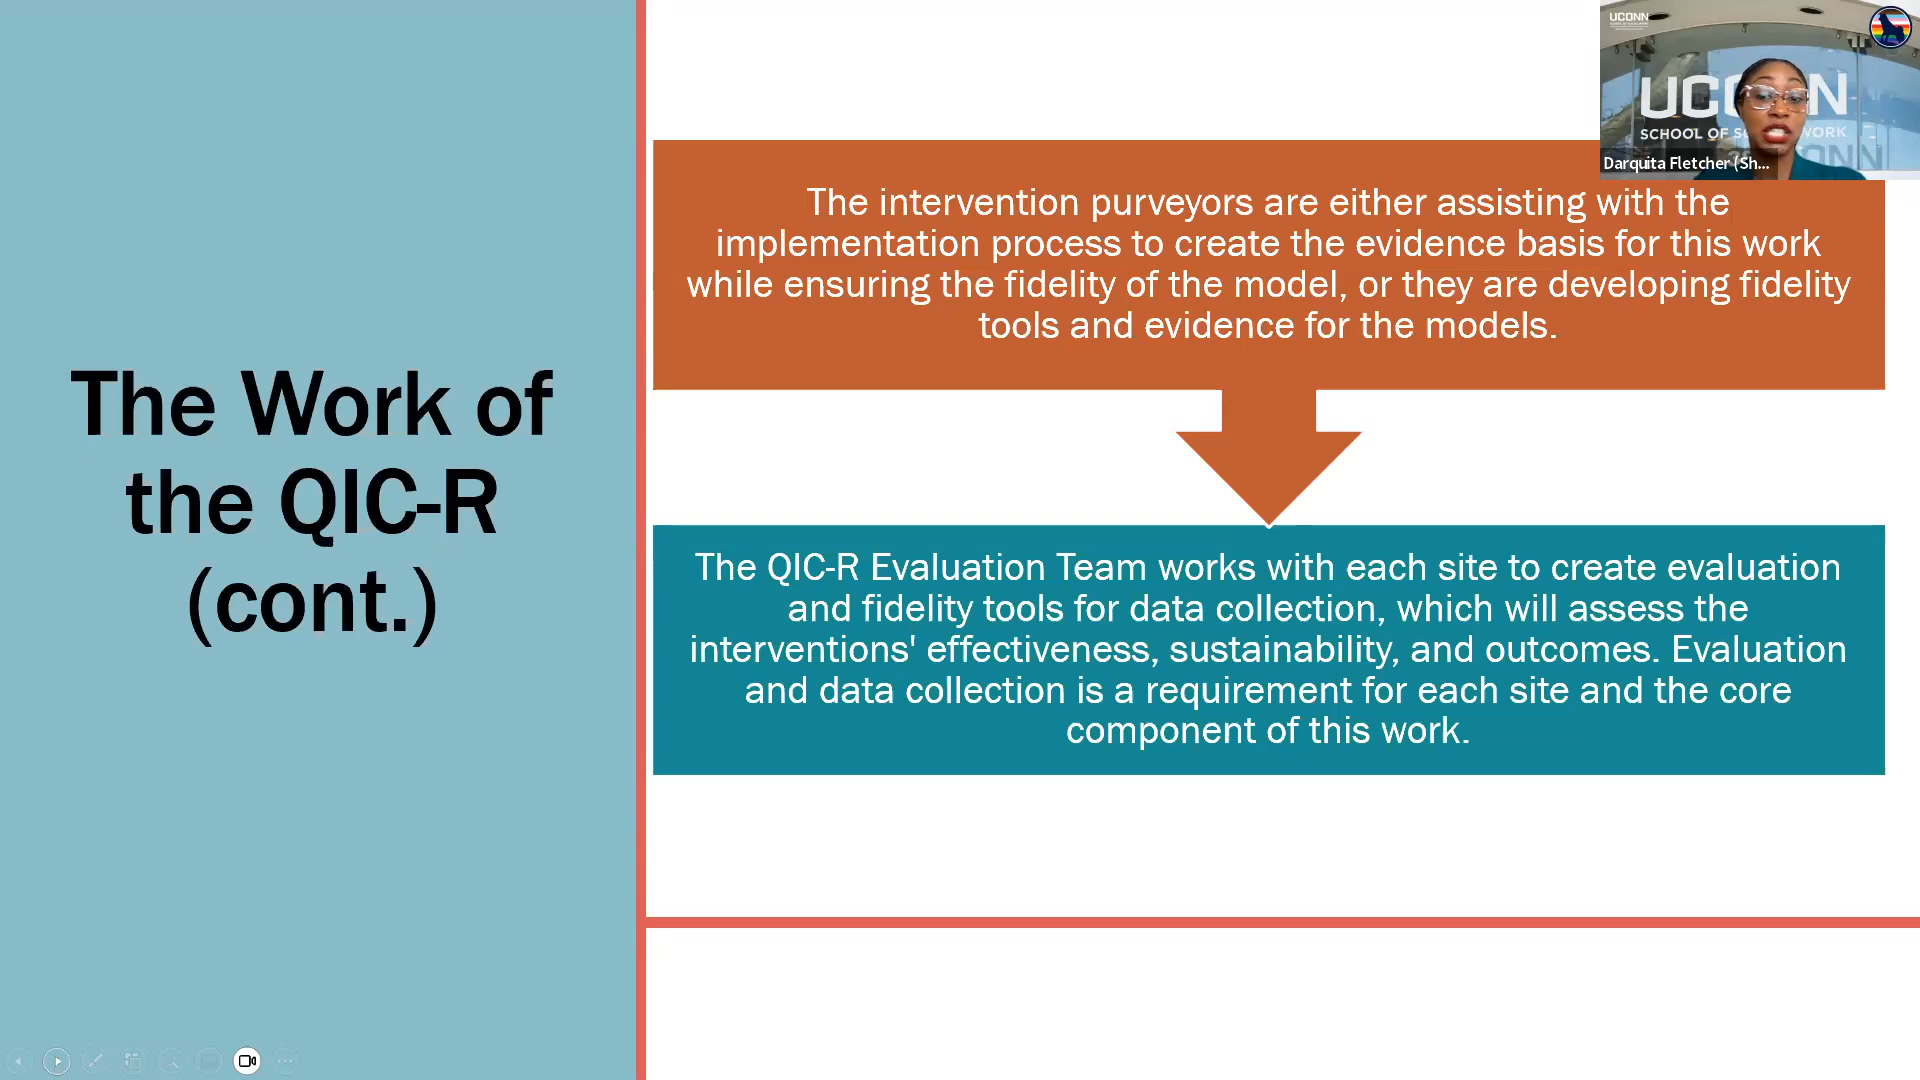 The Work of
the QIC-R
(cont.)
The intervention purveyors are either assisting with the
implementation process to create the evidence basis for this work
while ensuring the fidelity of the model, or they are developing fidelity
tools and evidence for the models.
The QIC-R Evaluation Team works with each site to create evaluation
and fidelity tools for data collection, which will assess the
interventions' effectiveness, sustainability, and outcomes. Evaluation
and data collection is a requirement for each site and the core
component of this work.
UCONN
UC N
SCHOOL OF S WORK
Darquita Fletcher (Sh...